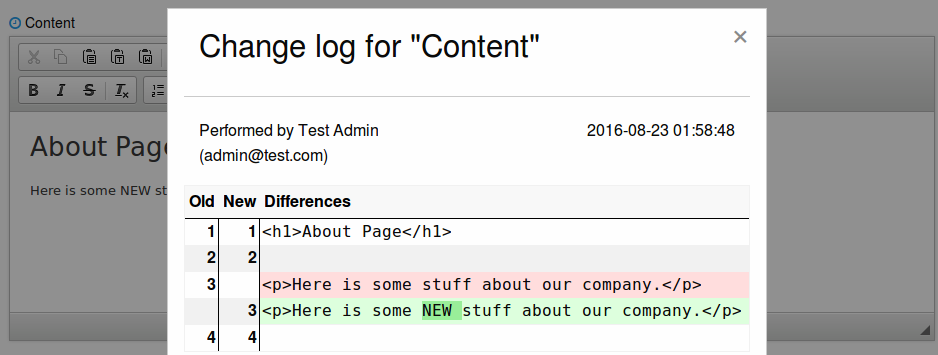 Content
Change log for "Content"
×
B I S Ix
Performed by Test Admin
2016-08-23 01:58:48
(admin@test.com)
About Page
Here is some NEW st
Old New Differences
1 1 <h1>About Page</h1>
2 2
3 <p>Here is some stuff about our company.</p>
3 <p>Here is some NEW stuff about our company.</p>
4 4